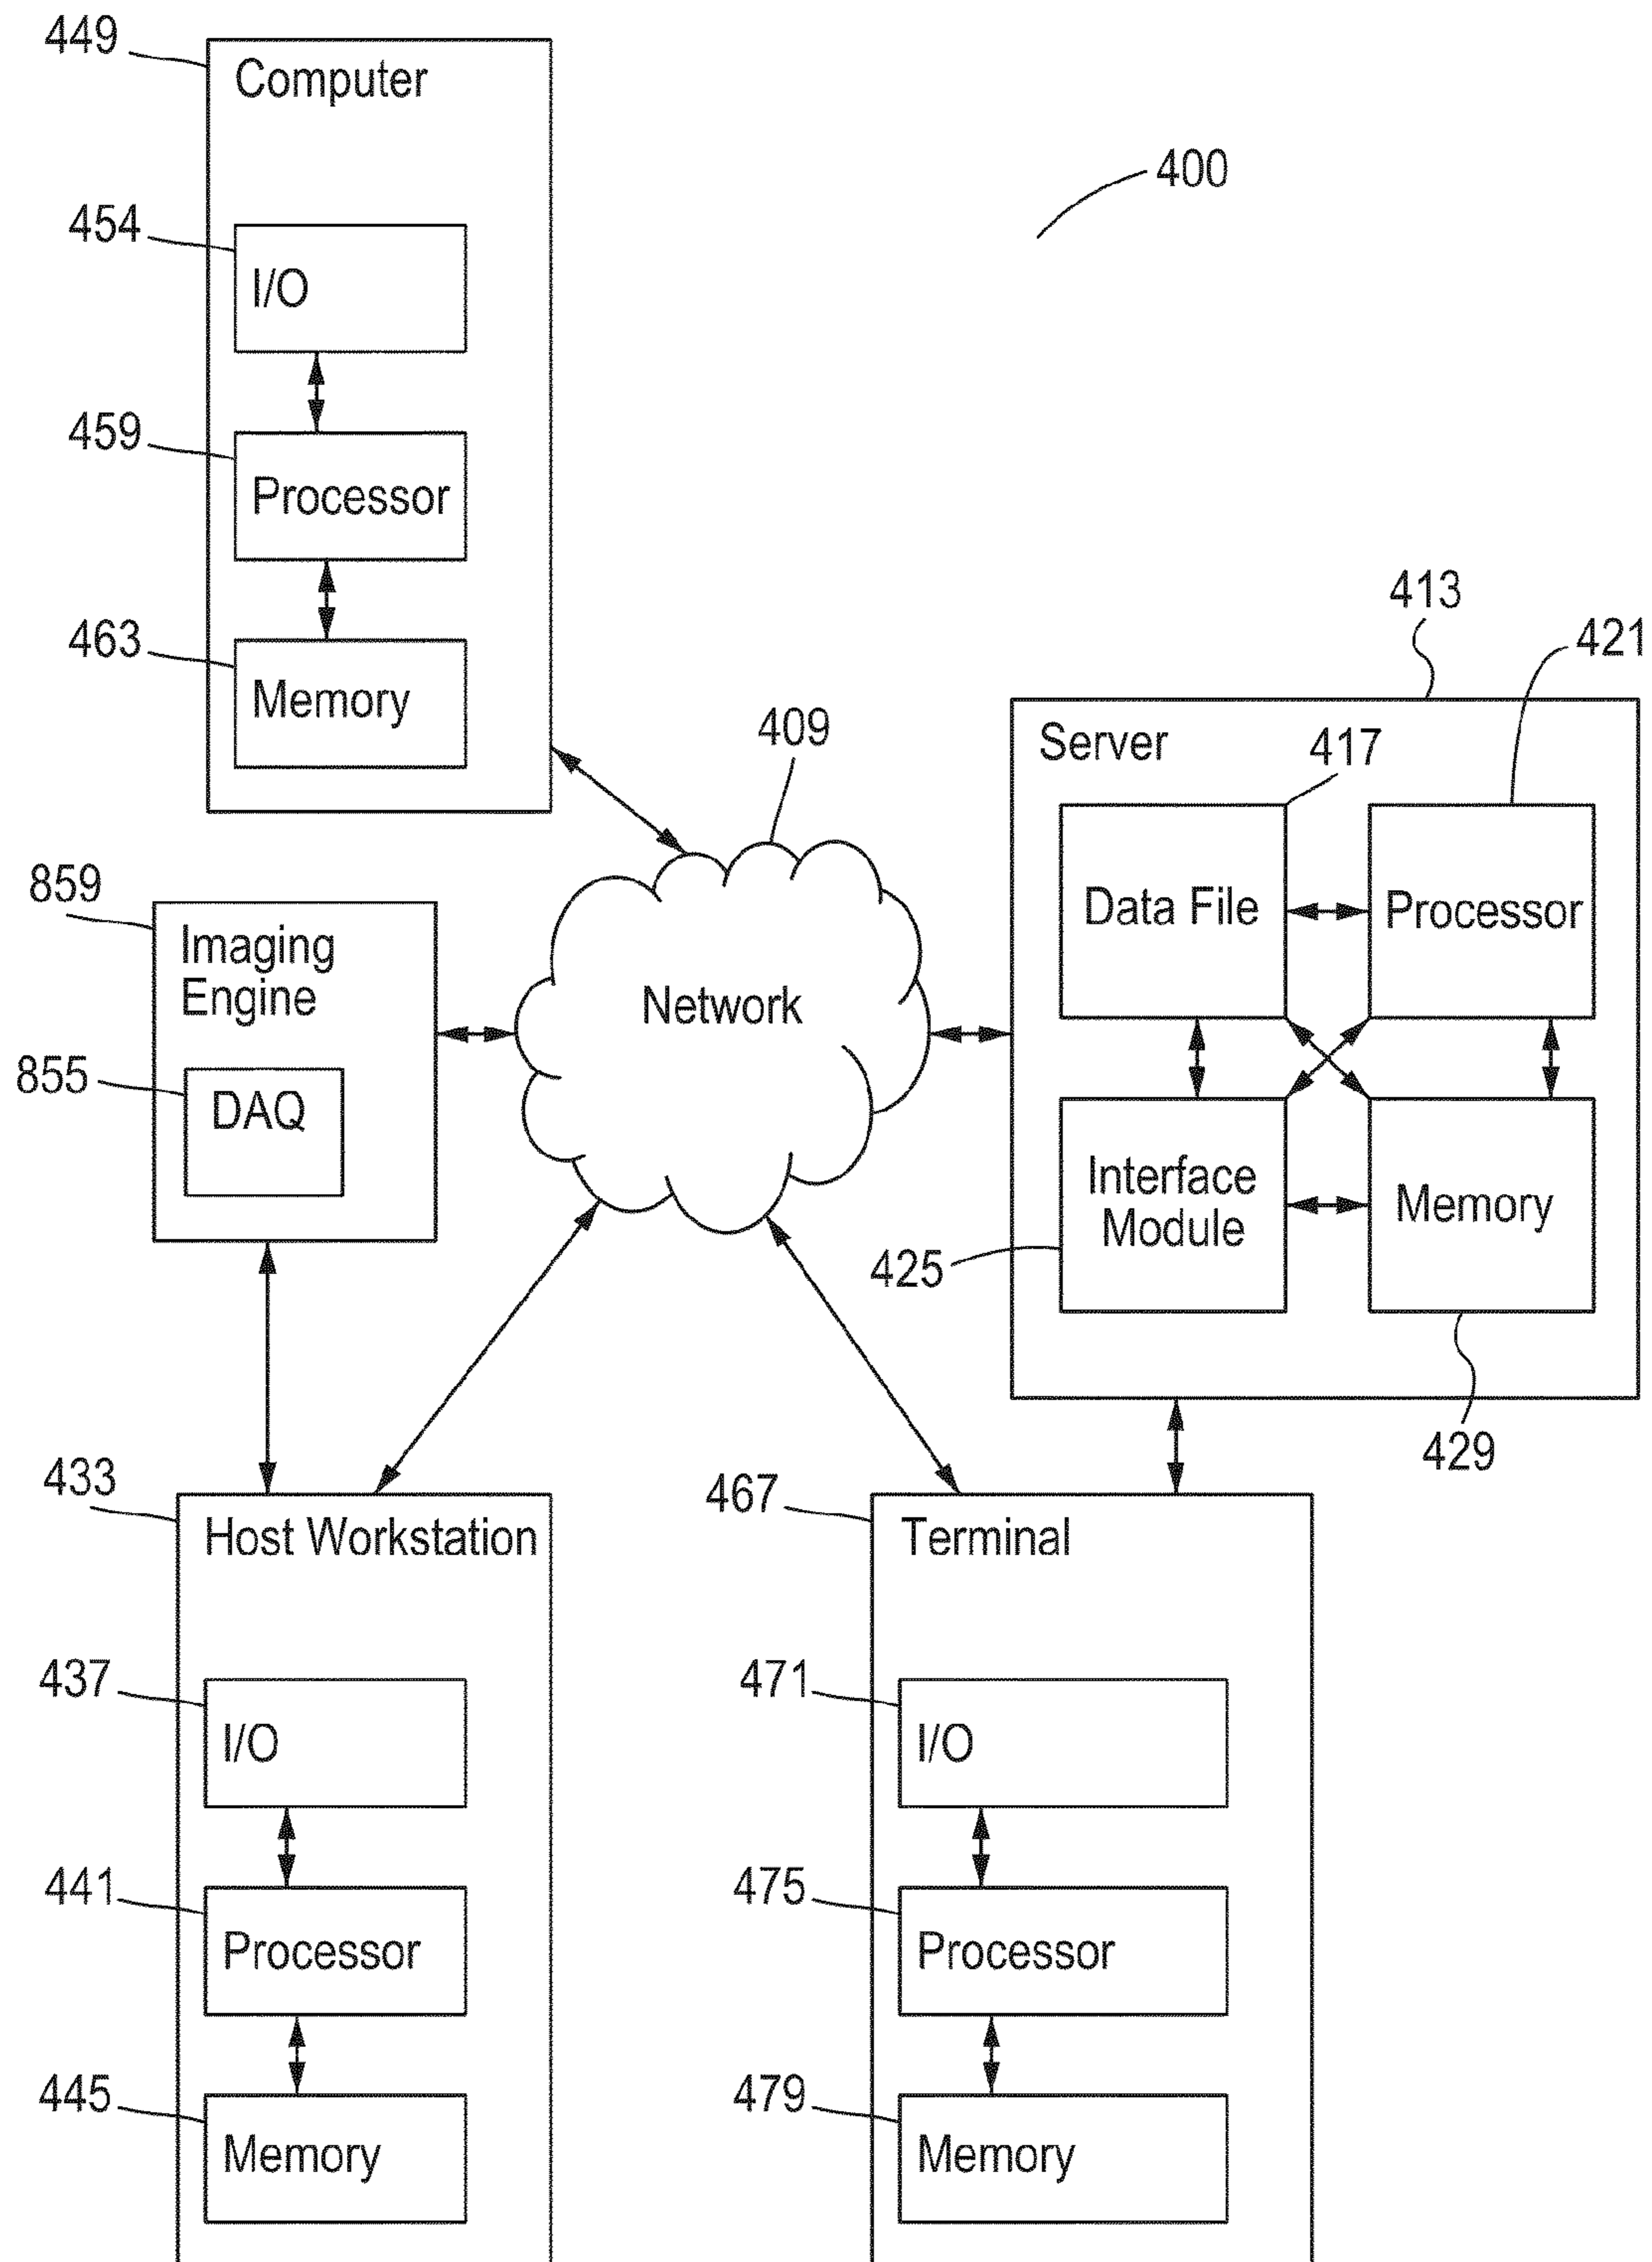 449
Computer
400
454
I/O
459
Processor
413
421
463
Memory
409
Server
417
859
Imaging
Engine
Data File
Processor
Network
855
DAQ
Interface
Module
Memory
425
429
433
Host Workstation
467
Terminal
437
I/O
471
I/O
441
Processor
475
Processor
445
Memory
479
Memory